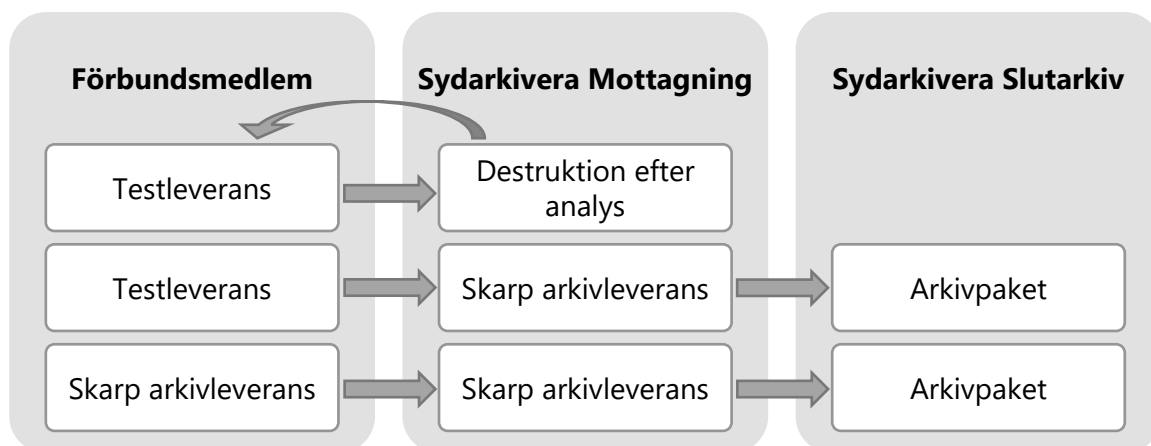 Förbundsmedlem
Sydarkivera Mottagning
Sydarkivera Slutarkiv
Testleverans
Destruktion efter
analys
Testleverans
Skarp arkivleverans
Arkivpaket
Skarp arkivleverans
Skarp arkivleverans
Arkivpaket